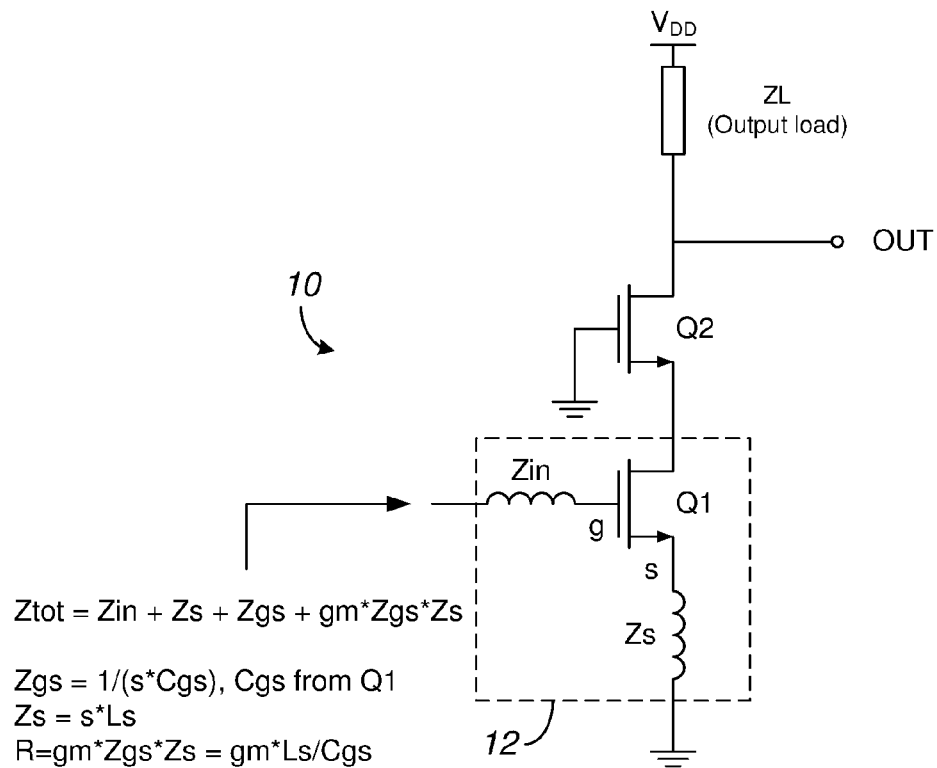 VDD
ZL
(Output load)
OUT
10
Q2
Zin
Q1
g
s
Ztot = Zin + Zs + Zgs + gm*Zgs*Zs
Zs
Zgs = 1/(s*Cgs), Cgs from Q1
Zs = s*Ls
R=gm*Zgs*Zs = gm*Ls/Cgs
12